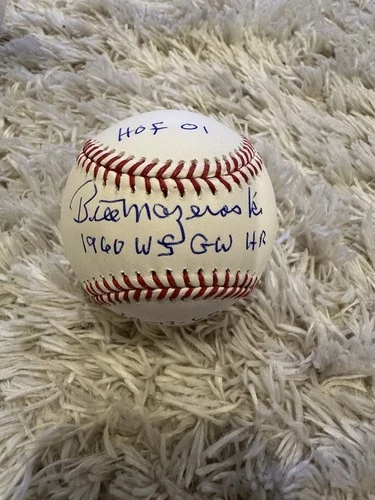 HOF 01
Bill Mazeroski
1960 WS GW HR